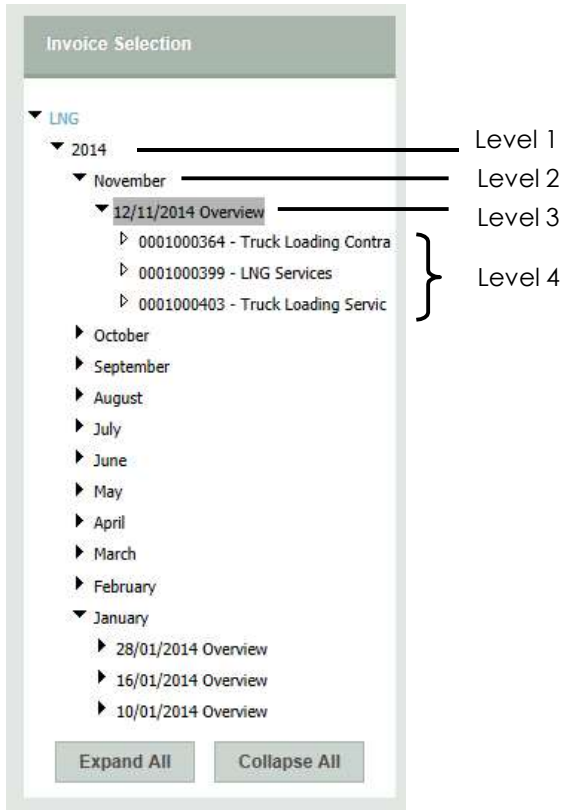 Invoice Selection
LNG
2014
Level 1
November
Level 2
12/11/2014 Overview
Level 3
0001000364 - Truck Loading Contra
0001000399 - LNG Services
Level 4
0001000403 - Truck Loading Servic
October
September
August
July
June
May
April
March
February
January
28/01/2014 Overview
16/01/2014 Overview
10/01/2014 Overview
Expand All Collapse All